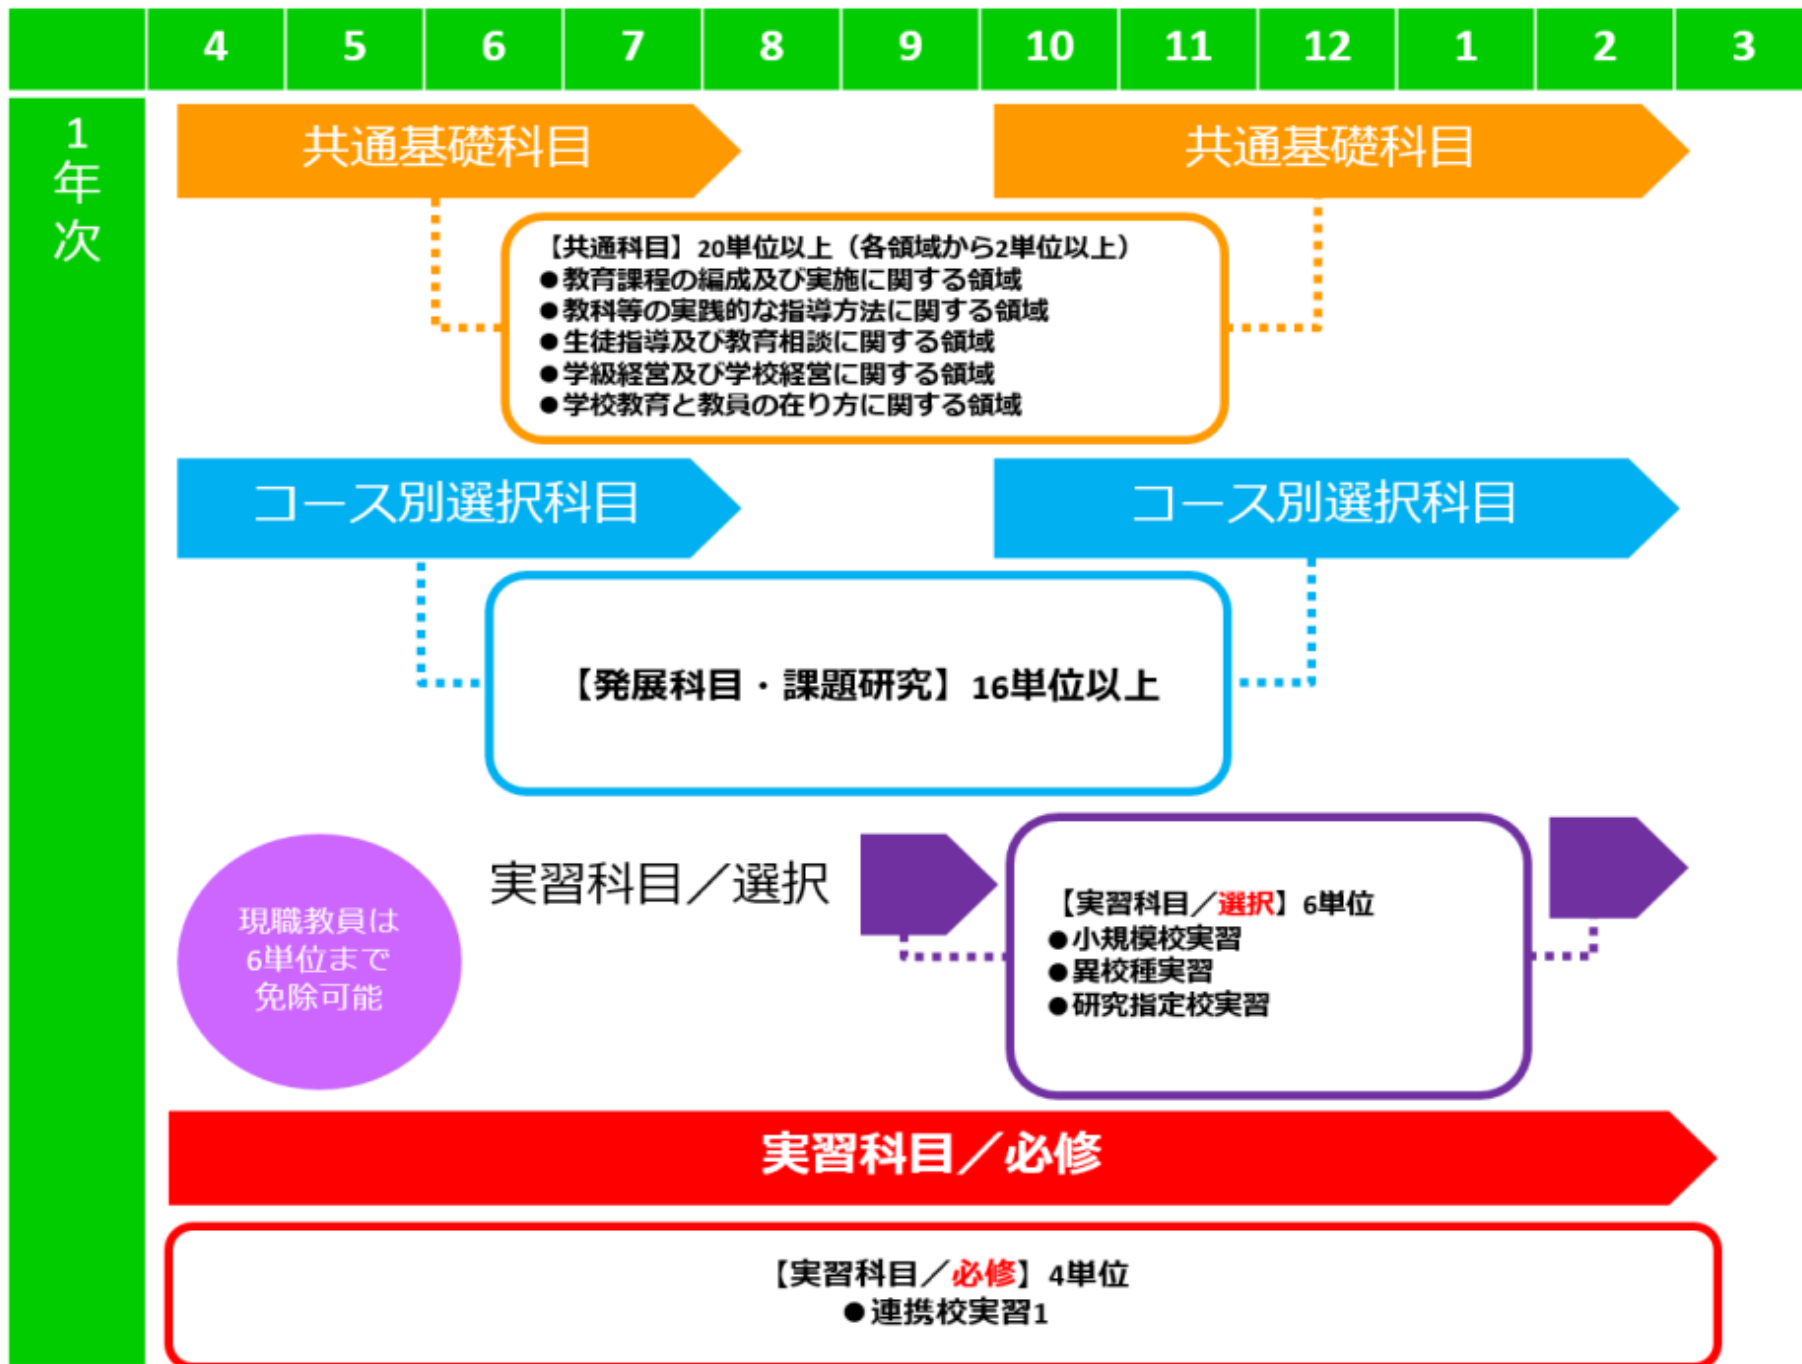 4 5 6 7 8 9 10 11 12 1 2 3
1年次
共通基礎科目
共通基礎科目
【共通科目】20単位以上（各領域から2単位以上）
●教育課程の編成及び実施に関する領域
●教科等の実践的な指導方法に関する領域
●生徒指導及び教育相談に関する領域
●学級経営及び学校経営に関する領域
●学校教育と教員の在り方に関する領域
コース別選択科目
コース別選択科目
【発展科目・課題研究】16単位以上
現職教員は
6単位まで
免除可能
実習科目／選択
【実習科目／選択】6単位
●小規模校実習
●異校種実習
●研究指定校実習
実習科目／必修
【実習科目／必修】4単位
●連携校実習1